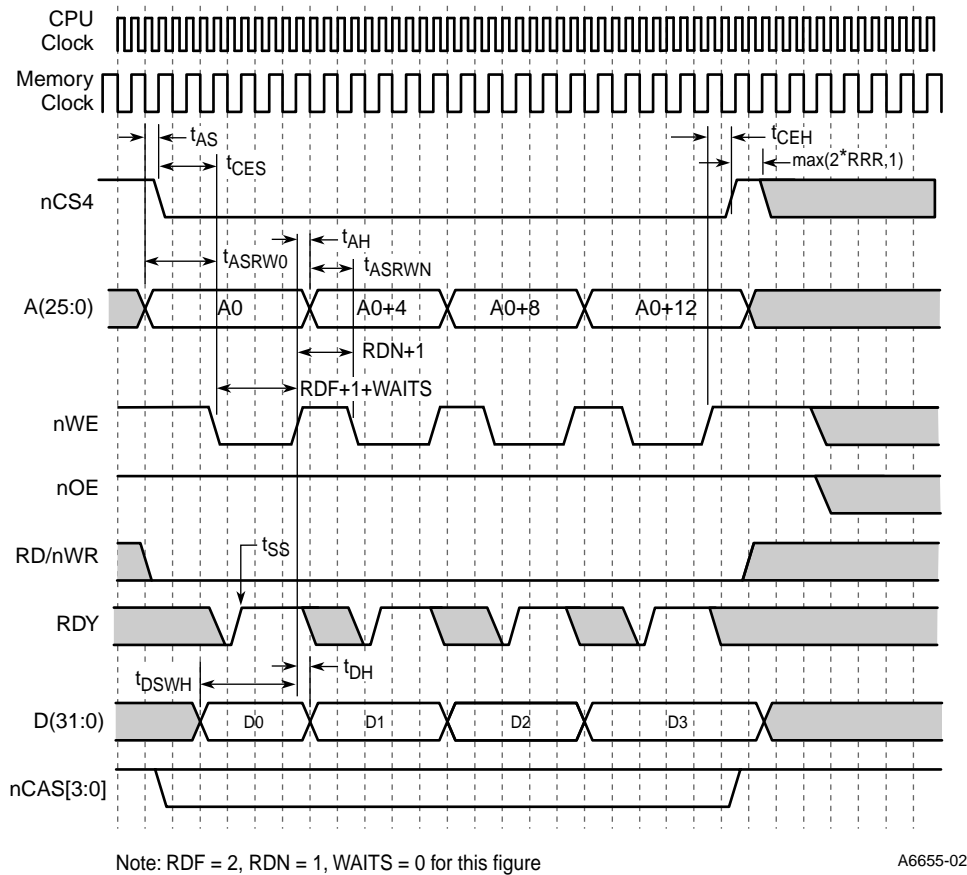 CPU
Clock
Memory
Clock
tAS
tCEH
tCES
max(2*RRR,1)
nCS4
tAH
tASRW0
tASRWN
A(25:0)
A0
A0+4
A0+8
A0+12
RDN+1
RDF+1+WAITS
nWE
nOE
RD/nWR
tSS
RDY
tDSWH
tDH
D(31:0)
D0
D1
D2
D3
nCAS[3:0]
Note: RDF = 2, RDN = 1, WAITS = 0 for this figure
A6655-02